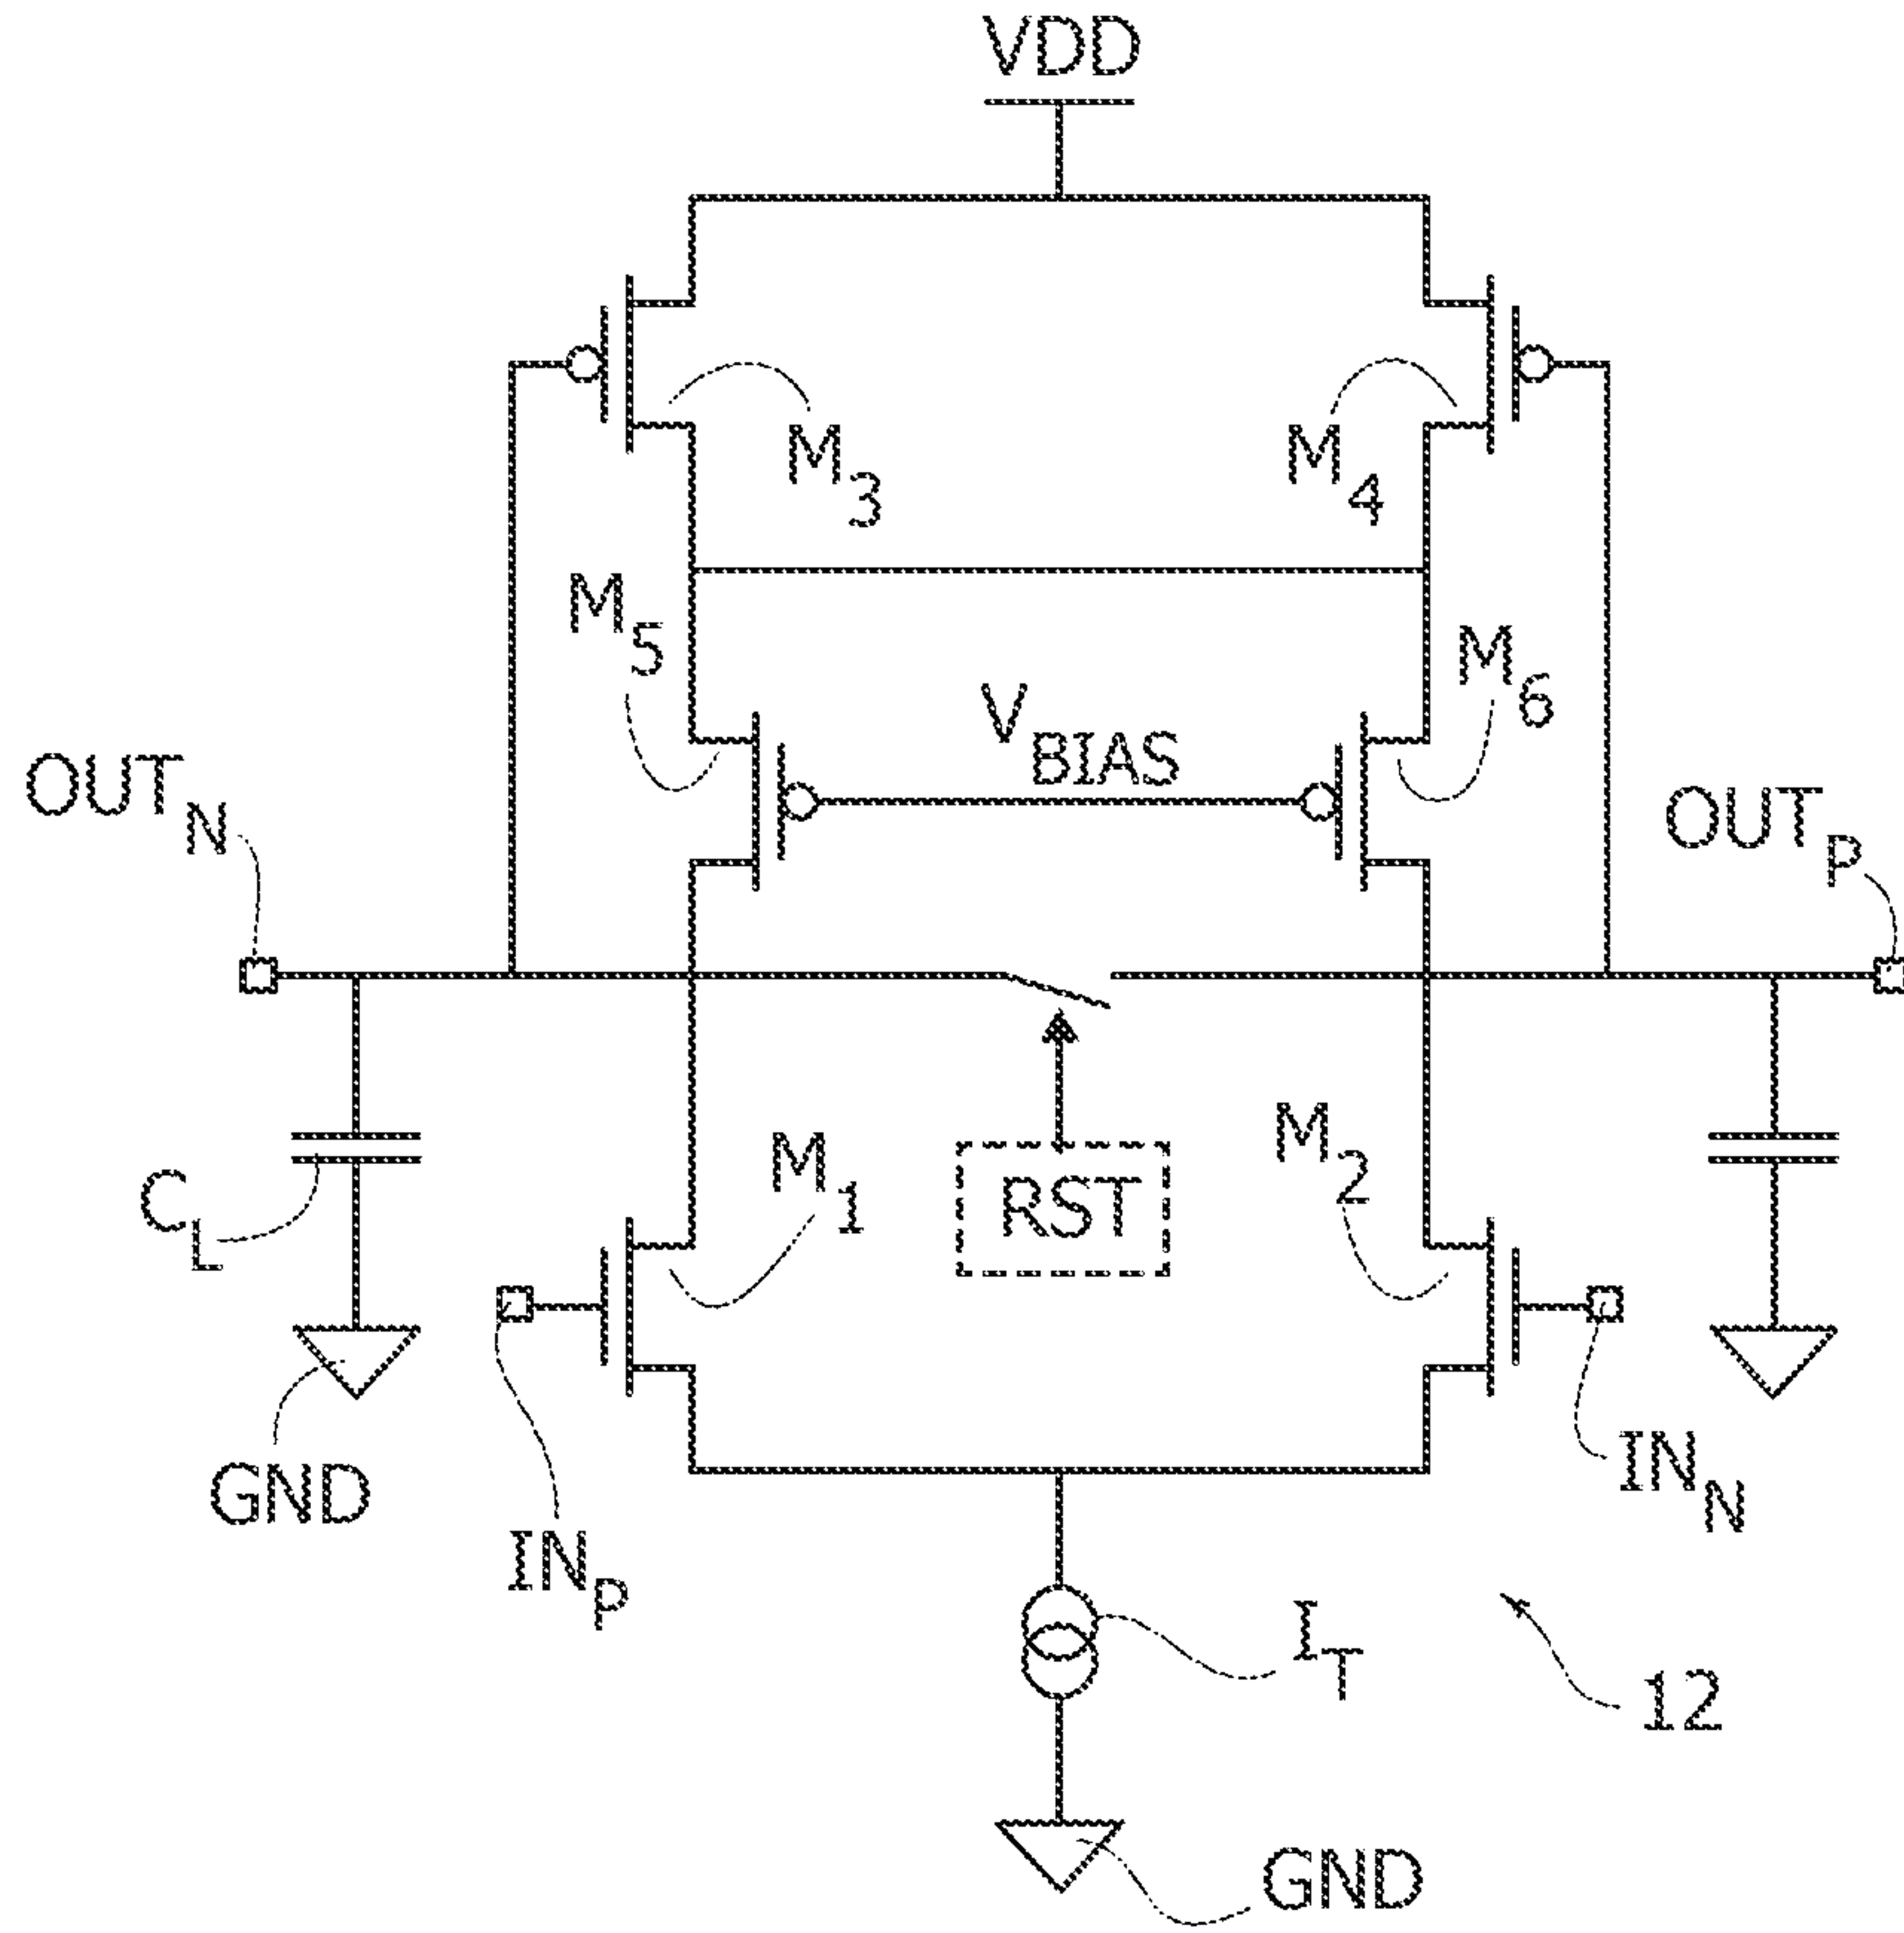 VDD
M3
M4
M5
M6
VBIAS
OUTN
OUTP
CL
M1
RST
M2
GND
INP
INN
IT
12
GND